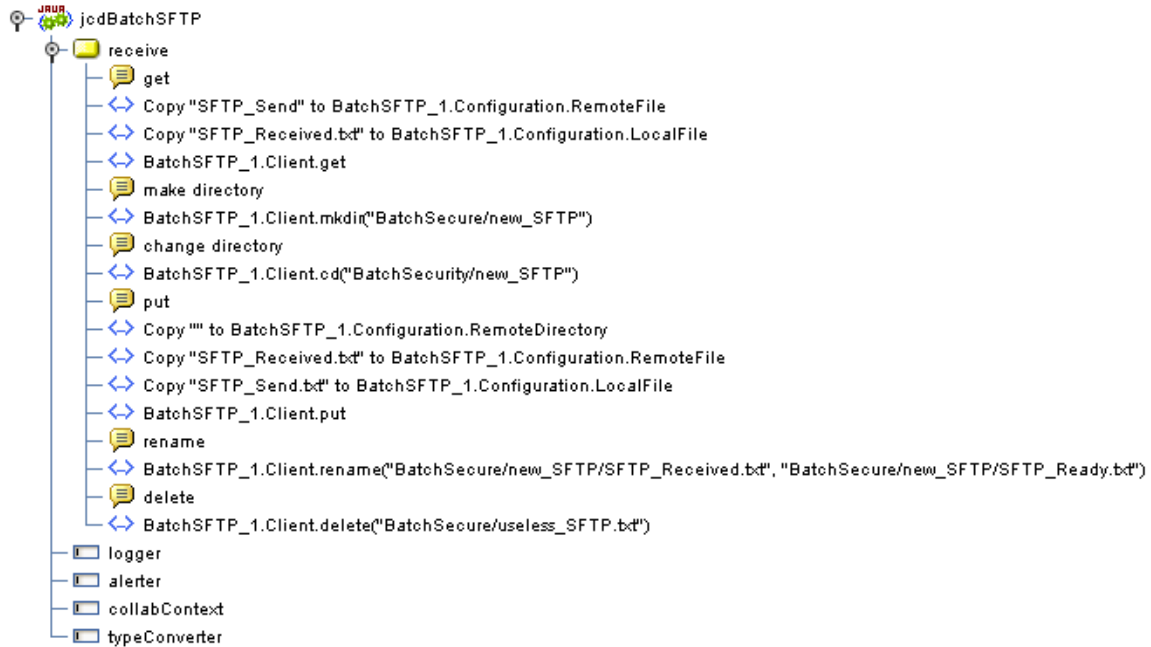 JAVA
jcdBatchSFTP
receive
get
Copy "SFTP_Send" to BatchSFTP_1.Configuration.RemoteFile
Copy "SFTP_Received.txt" to BatchSFTP_1.Configuration.LocalFile
BatchSFTP_1.Client.get
make directory
BatchSFTP_1.Client.mkdir("BatchSecure/new_SFTP")
change directory
BatchSFTP_1.Client.cd("BatchSecurity/new_SFTP")
put
Copy "" to BatchSFTP_1.Configuration.RemoteDirectory
Copy "SFTP_Received.txt" to BatchSFTP_1.Configuration.RemoteFile
Copy "SFTP_Send.txt" to BatchSFTP_1.Configuration.LocalFile
BatchSFTP_1.Client.put
rename
BatchSFTP_1.Client.rename("BatchSecure/new_SFTP/SFTP_Received.txt", "BatchSecure/new_SFTP/SFTP_Ready.txt")
delete
BatchSFTP_1.Client.delete("BatchSecure/useless_SFTP.txt")
logger
alerter
collabContext
typeConverter